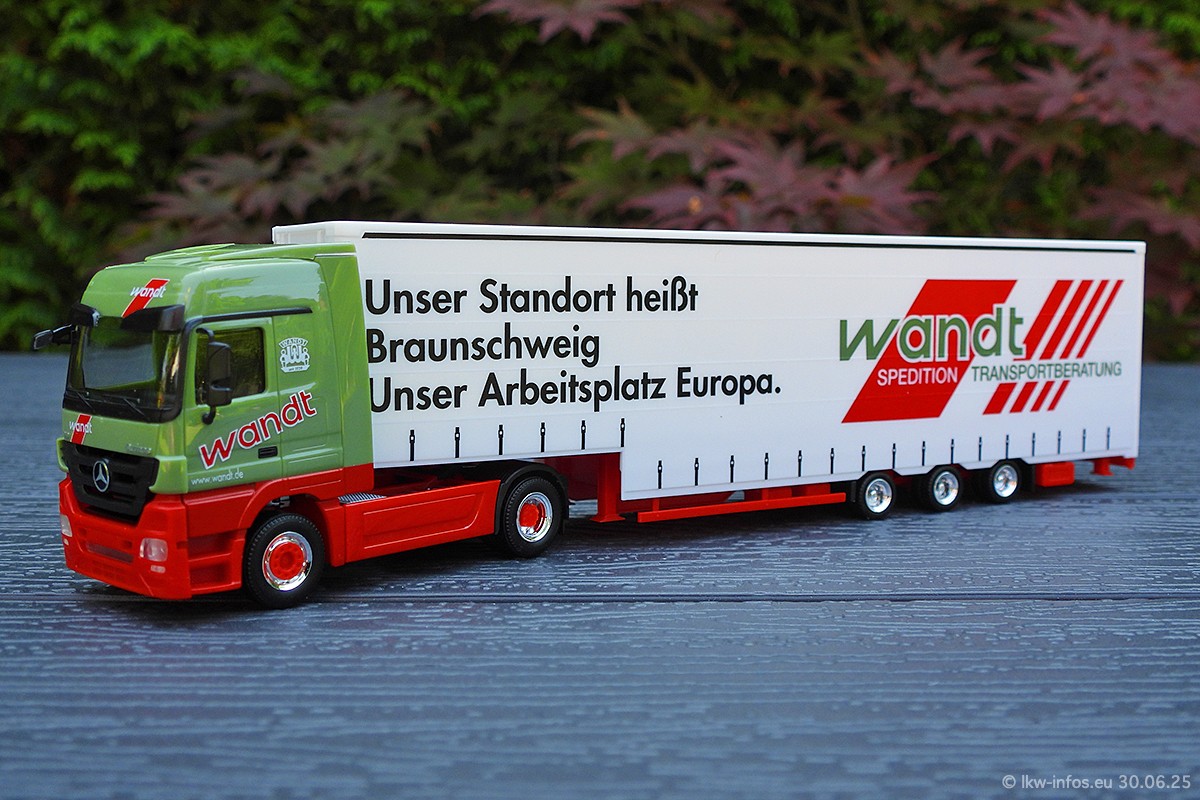 Unser Standort heißt
Braunschweig
Unser Arbeitsplatz Europa.
wandt
SPEDITION TRANSPORTBERATUNG
wandt
WANDT
wandt
wandt
www.wandt.de
© lkw-infos.eu 30.06.25